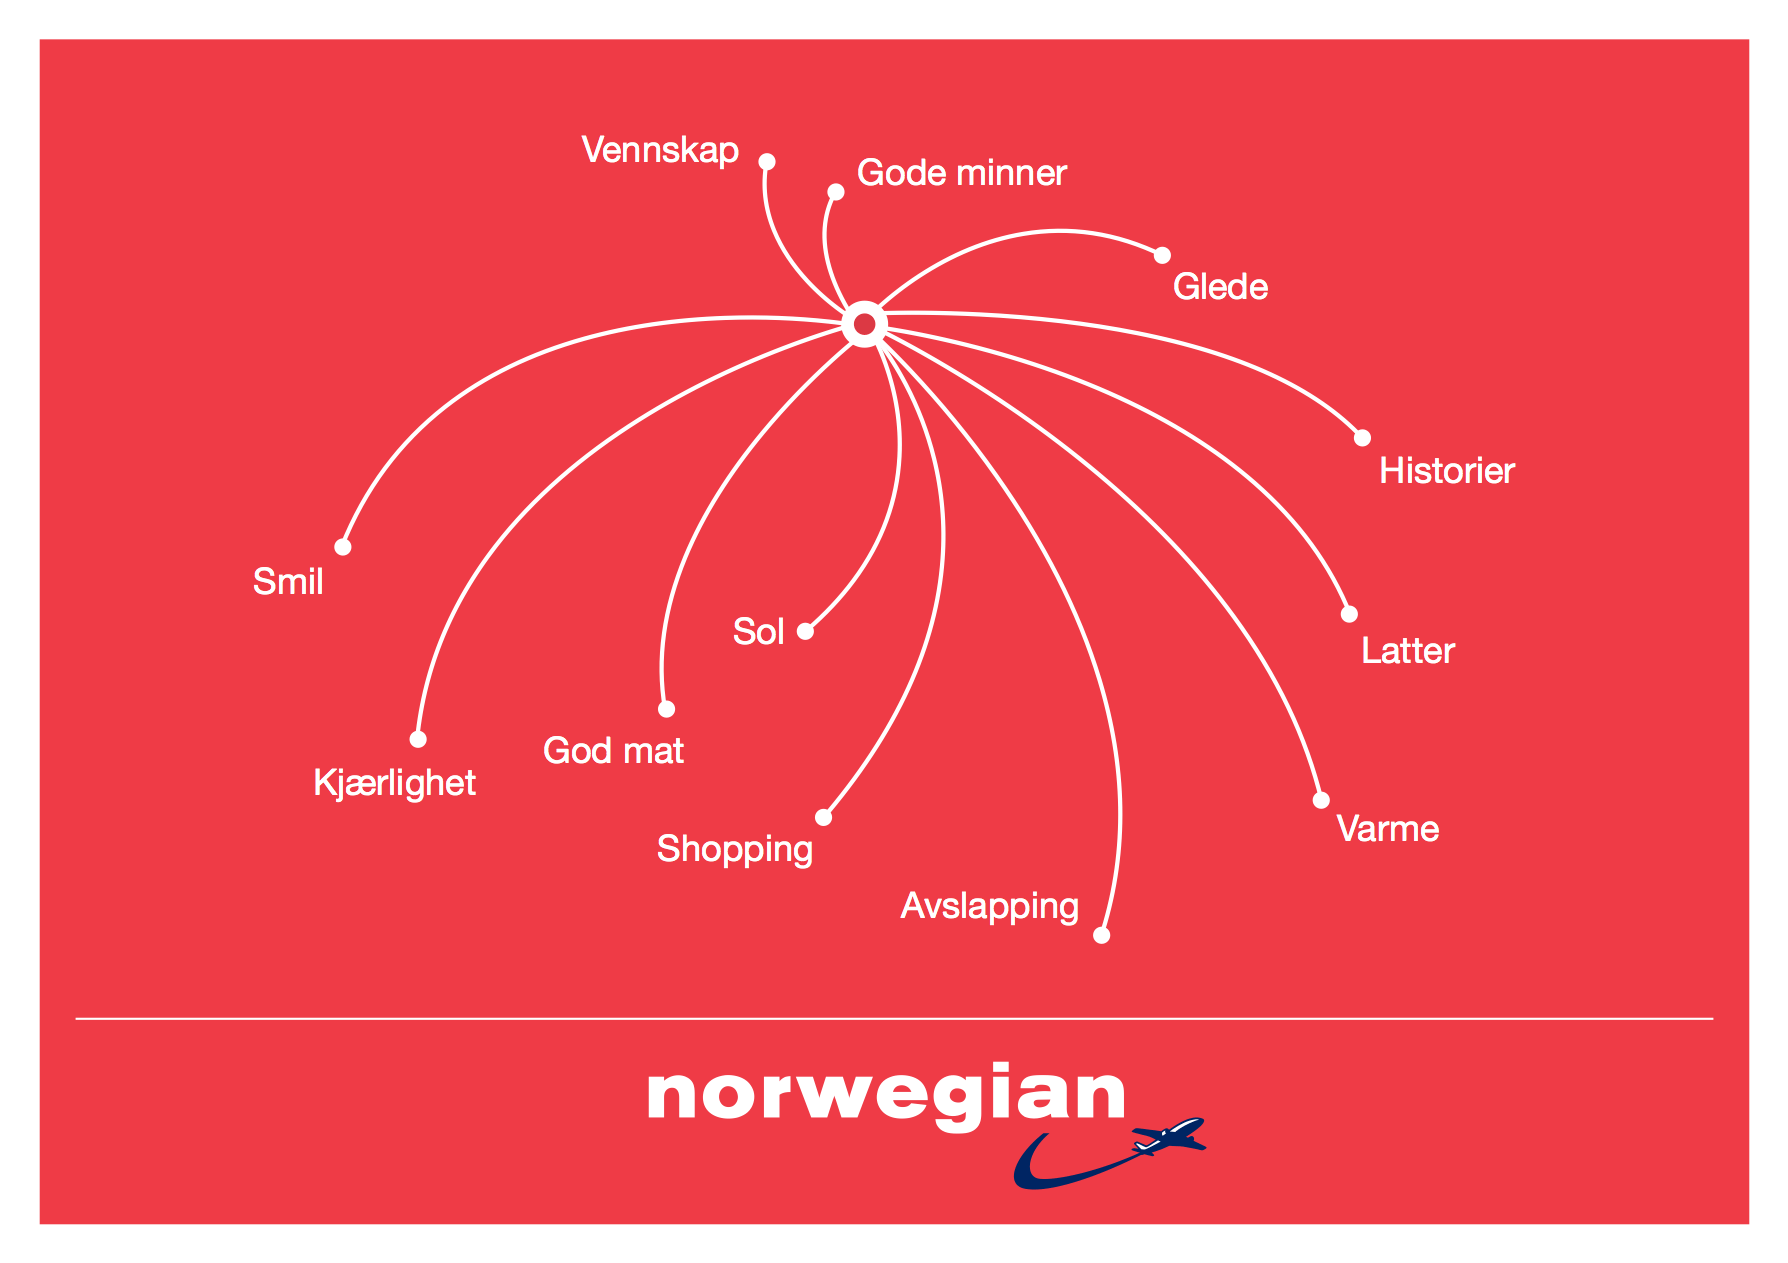 Vennskap
Gode minner
Glede
Historier
Smil
Sol
Latter
God mat
Kjærlighet
Varme
Shopping
Avslapping
norwegian